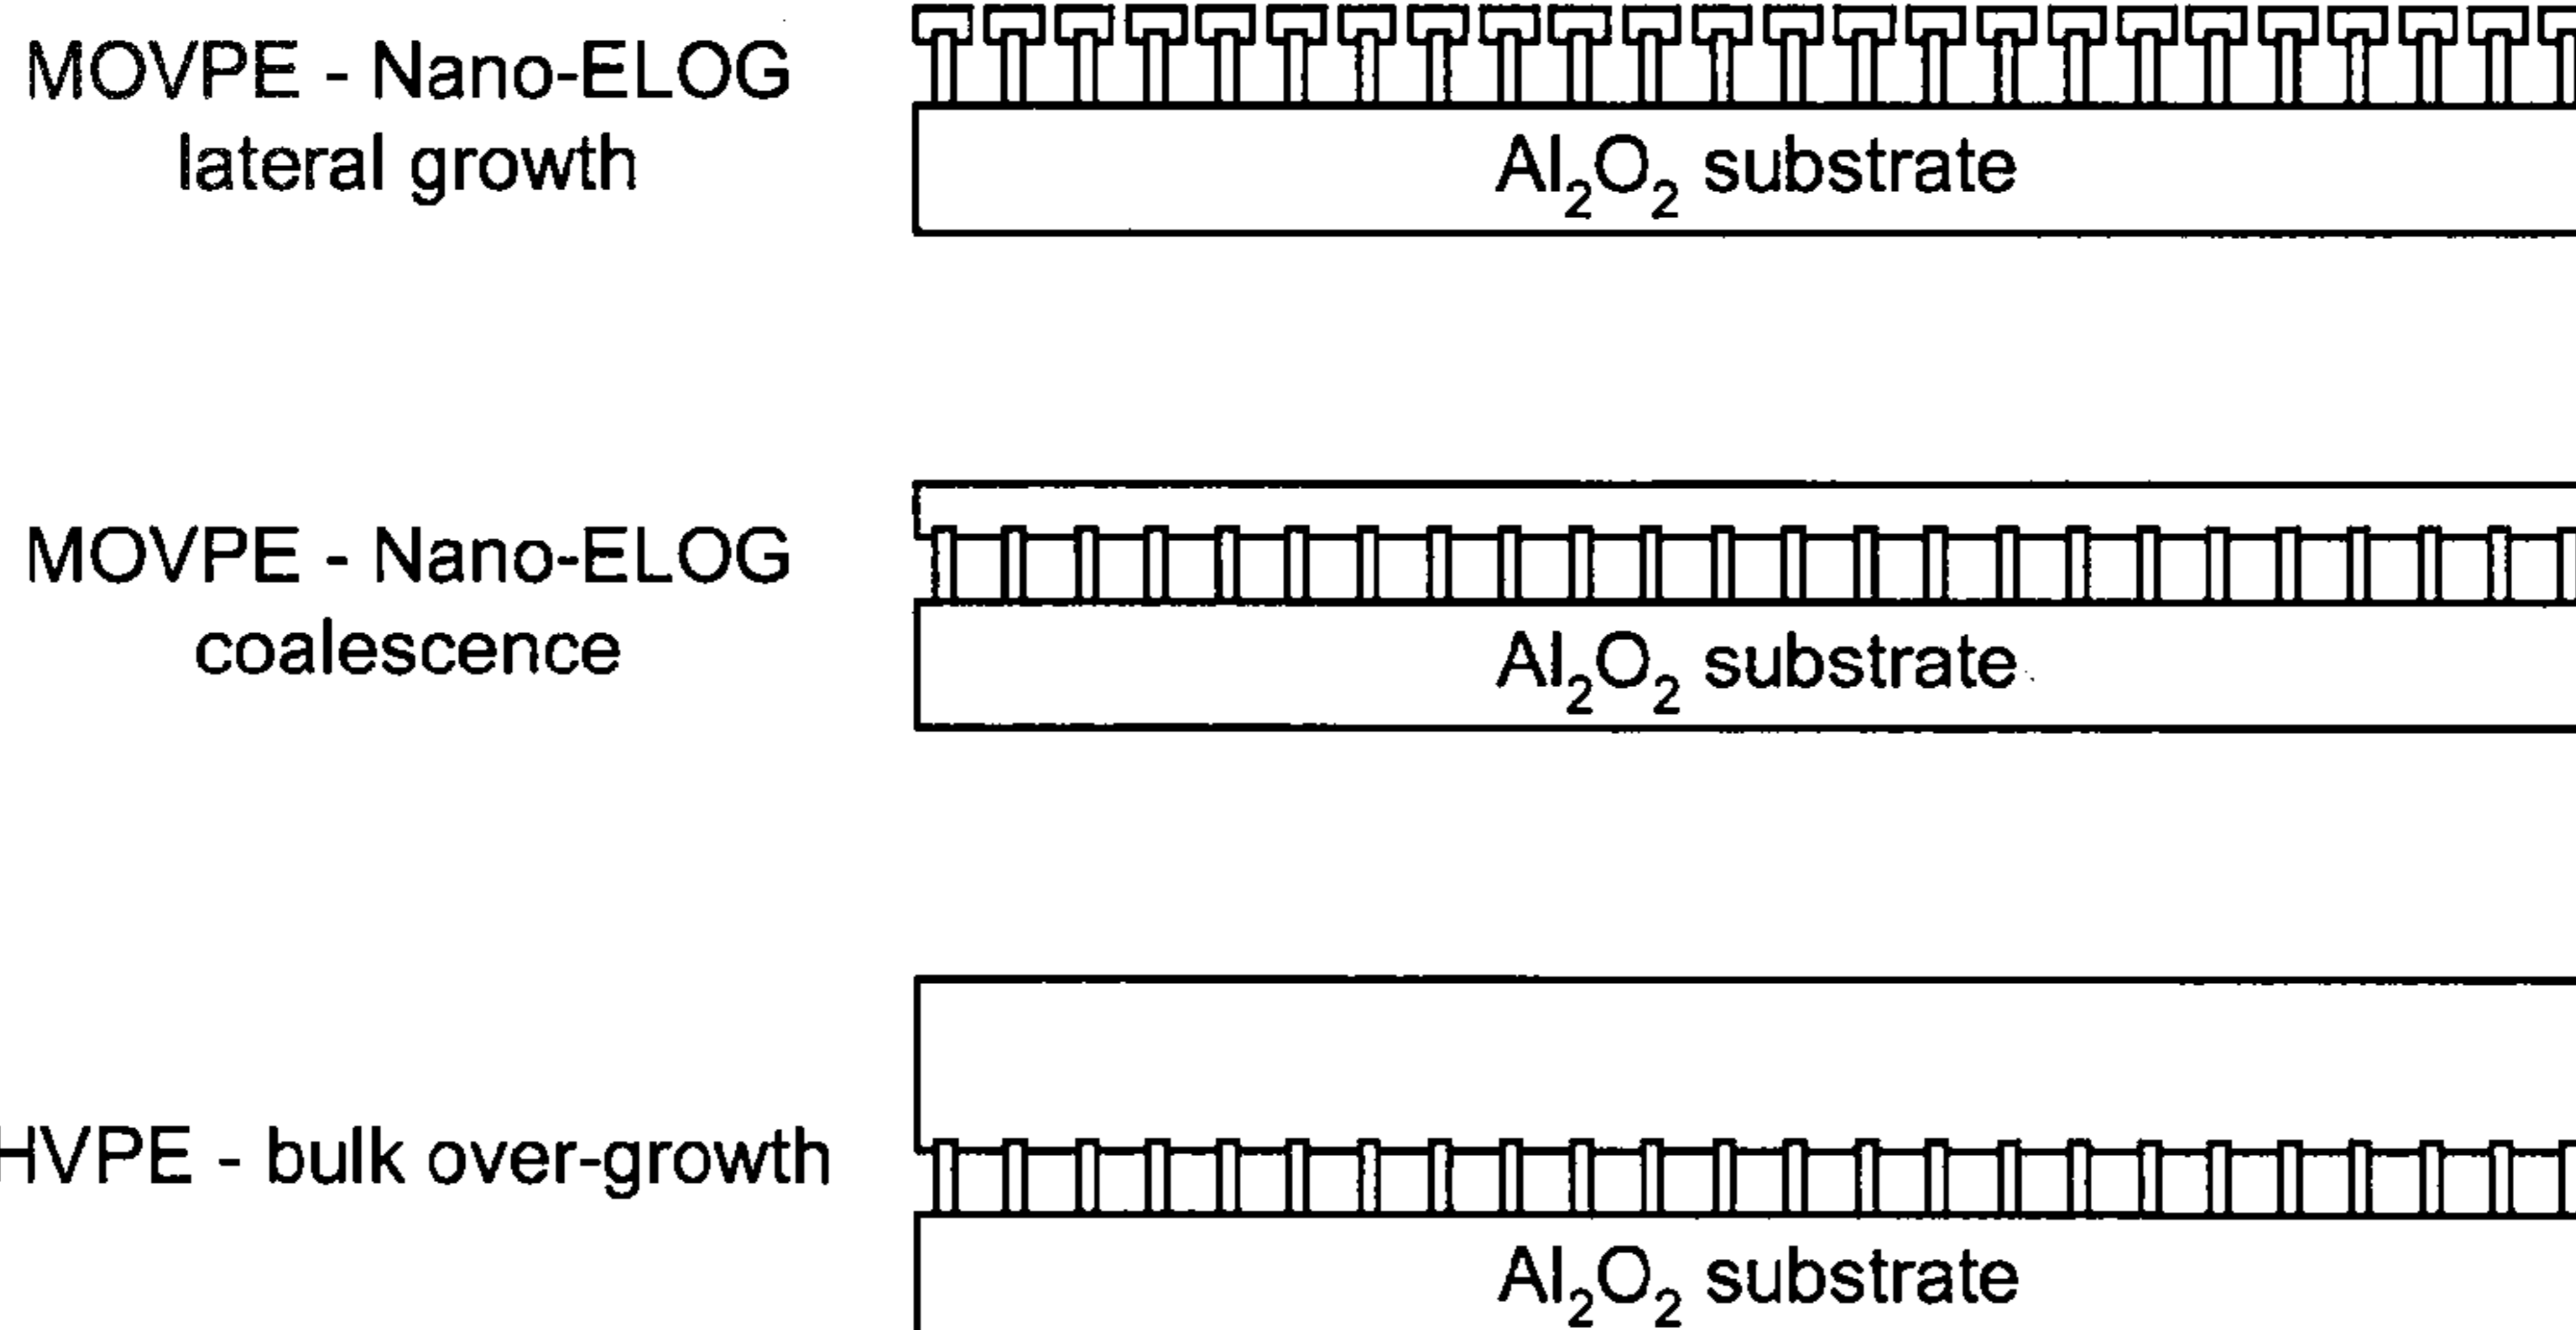 MOVPE - Nano-ELOG
lateral growth
Al₂O₂ substrate
MOVPE - Nano-ELOG
coalescence
Al₂O₂ substrate
HVPE - bulk over-growth
Al₂O₂ substrate